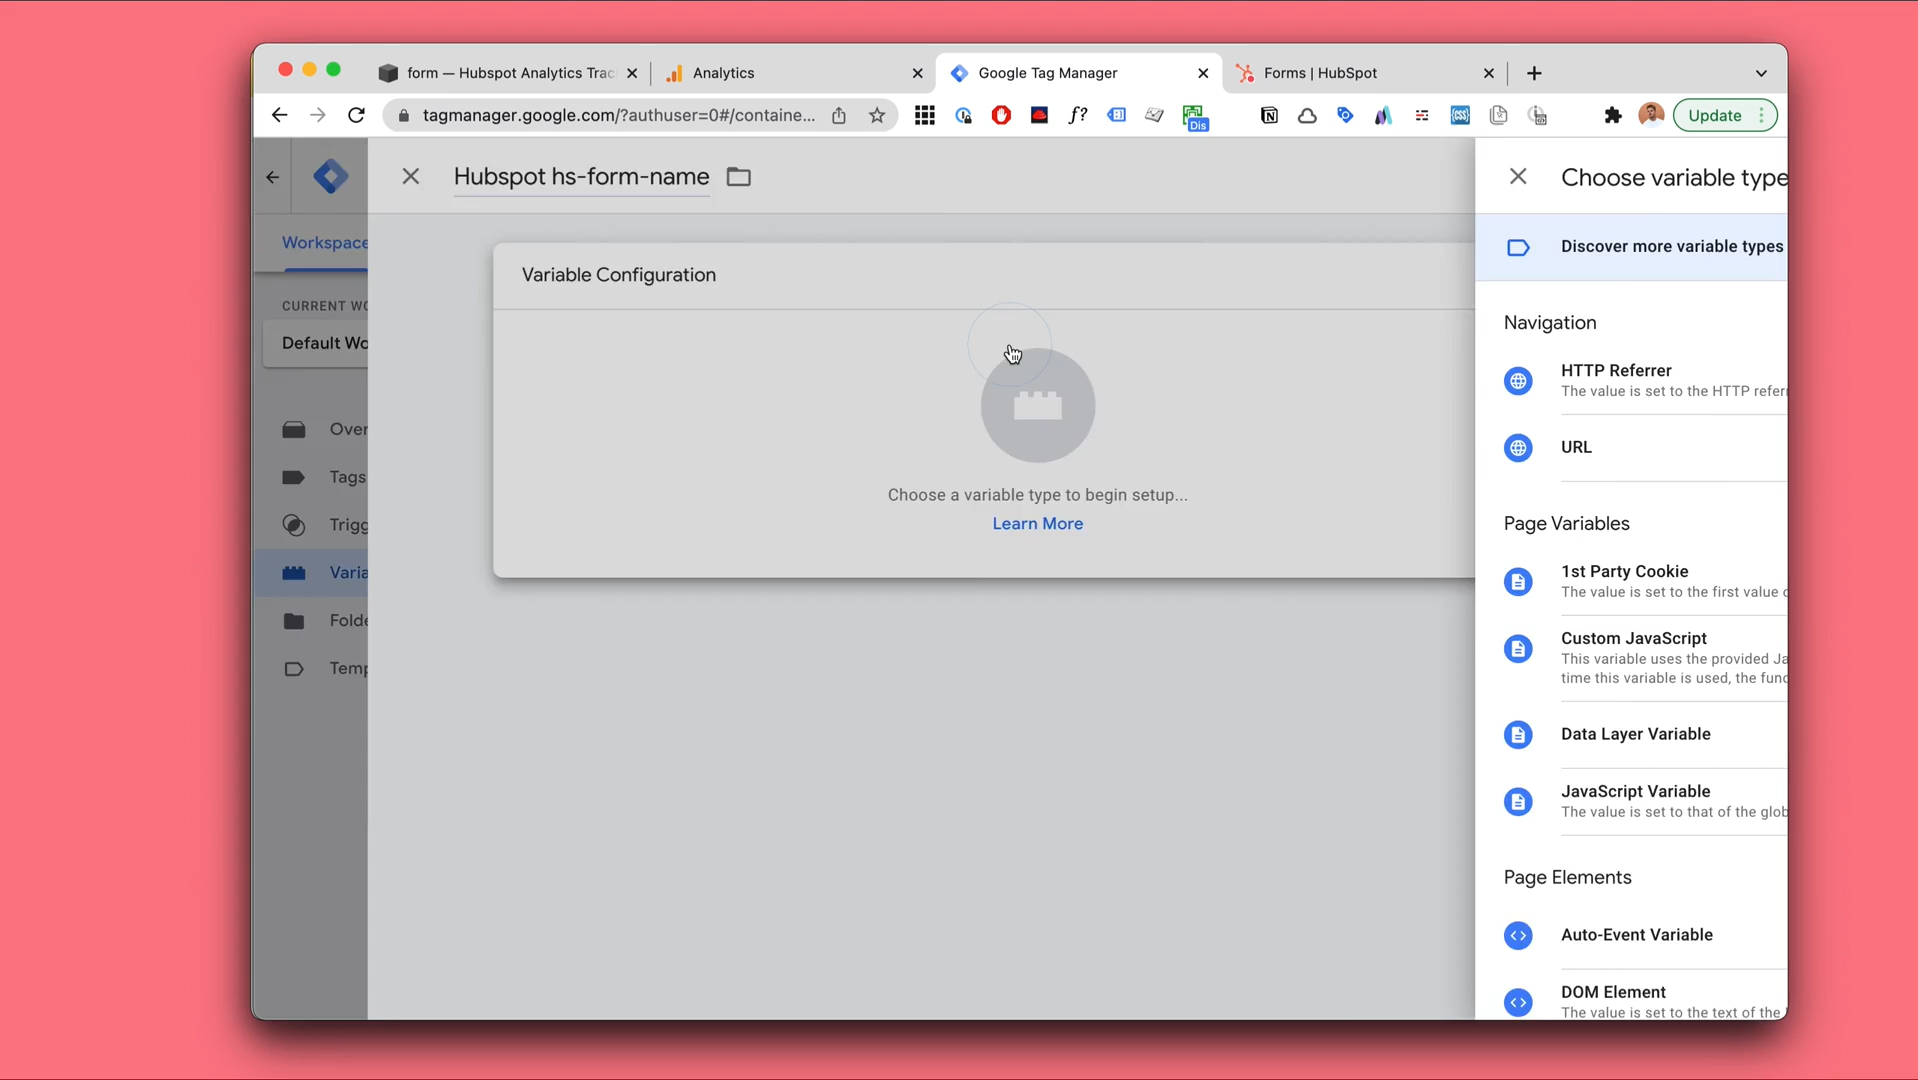 form — Hubspot Analytics Trac
Analytics
Google Tag Manager
Forms | HubSpot
tagmanager.google.com/?authuser=0#/containe...
f?
Dis
CSS
Update
Hubspot hs-form-name
Choose variable type
Workspace
Discover more variable types
Variable Configuration
CURRENT WO
Default Wo
Navigation
HTTP Referrer
The value is set to the HTTP referr
Over
URL
Tags
Choose a variable type to begin setup...
Learn More
Trigg
Page Variables
Varia
1st Party Cookie
The value is set to the first value o
Folde
Custom JavaScript
This variable uses the provided Ja
time this variable is used, the func
Temp
Data Layer Variable
JavaScript Variable
The value is set to that of the glob
Page Elements
Auto-Event Variable
DOM Element
The value is set to the text of the